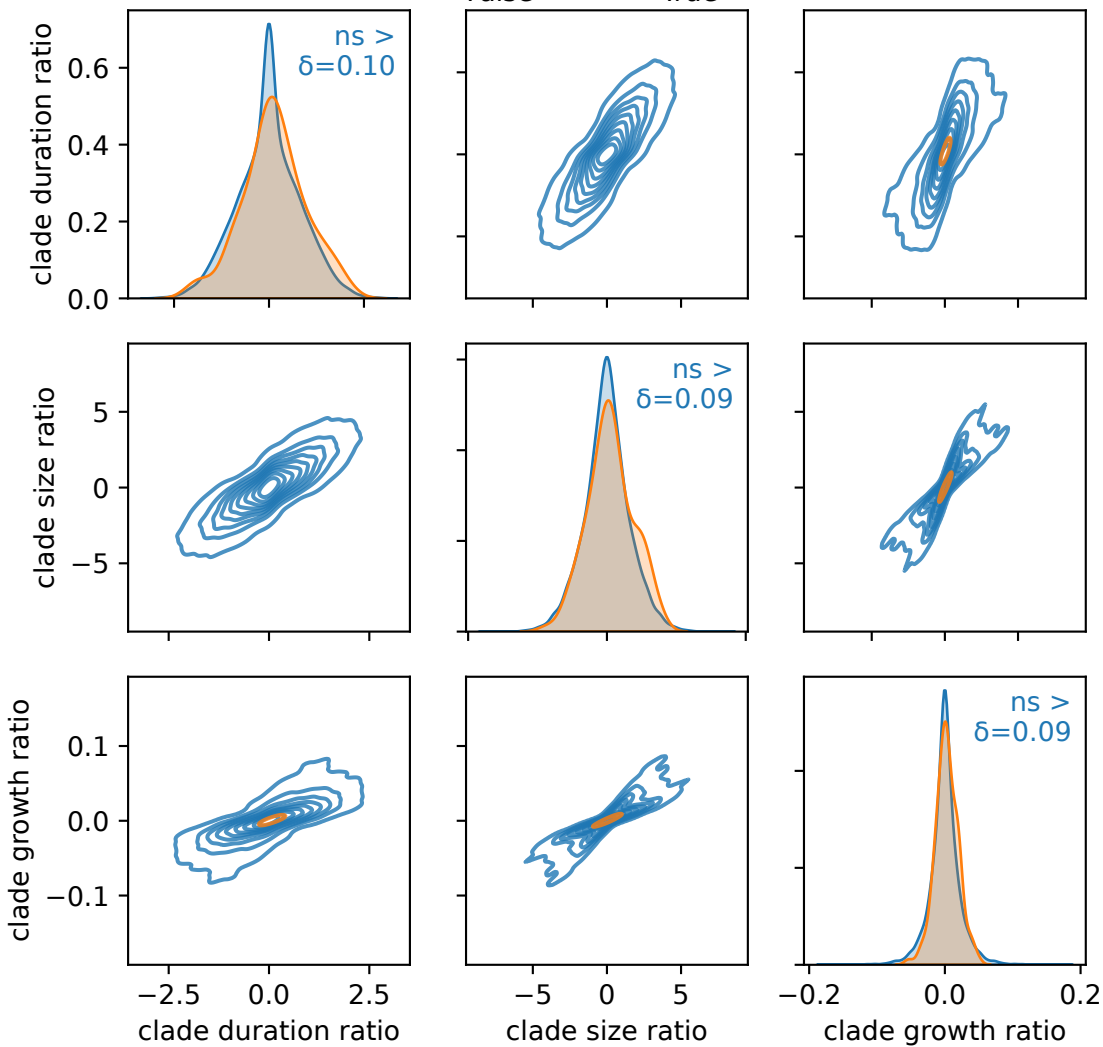 clade duration ratio
0.6
0.4
0.2
0.0
ns >
δ=0.10
clade size ratio
5
0
−5
ns >
δ=0.09
clade growth ratio
0.1
0.0
−0.1
ns >
δ=0.09
−2.5 0.0 2.5
−5 0 5
−0.2 0.0 0.2
clade duration ratio
clade size ratio
clade growth ratio